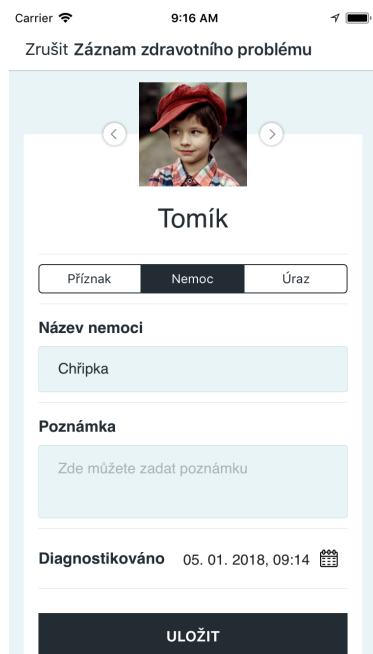 Carrier 9:16 AM
Zrušit Záznam zdravotního problému
Tomík
Příznak Nemoc Úraz
Název nemoci
Chřipka
Poznámka
Zde můžete zadat poznámku
Diagnostikováno 05. 01. 2018, 09:14
ULOŽIT